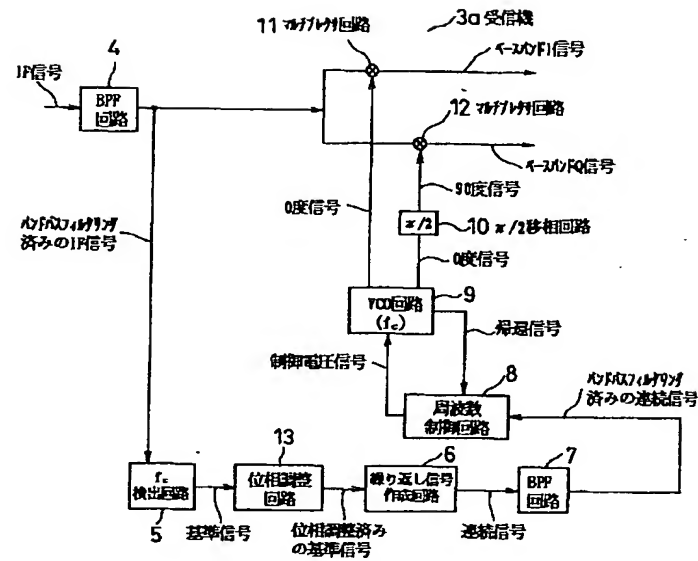 11 マルチプレクサ回路
3a 受信機
4
IF信号
BPF
回路
ベースバンドI信号
12 マルチプレクサ回路
ベースバンドQ信号
0度信号
90度信号
π/2
10 π/2移相回路
0度信号
バンドパスフィルタリング
済みのIF信号
VCO回路
(fc)
9
帰還信号
制御電圧信号
8
周波数
制御回路
バンドパスフィルタリング
済みの連続信号
fc
検出回路
5
基準信号
13
位相調整
回路
位相調整済み
の基準信号
6
繰り返し信号
作成回路
連続信号
7
BPF
回路